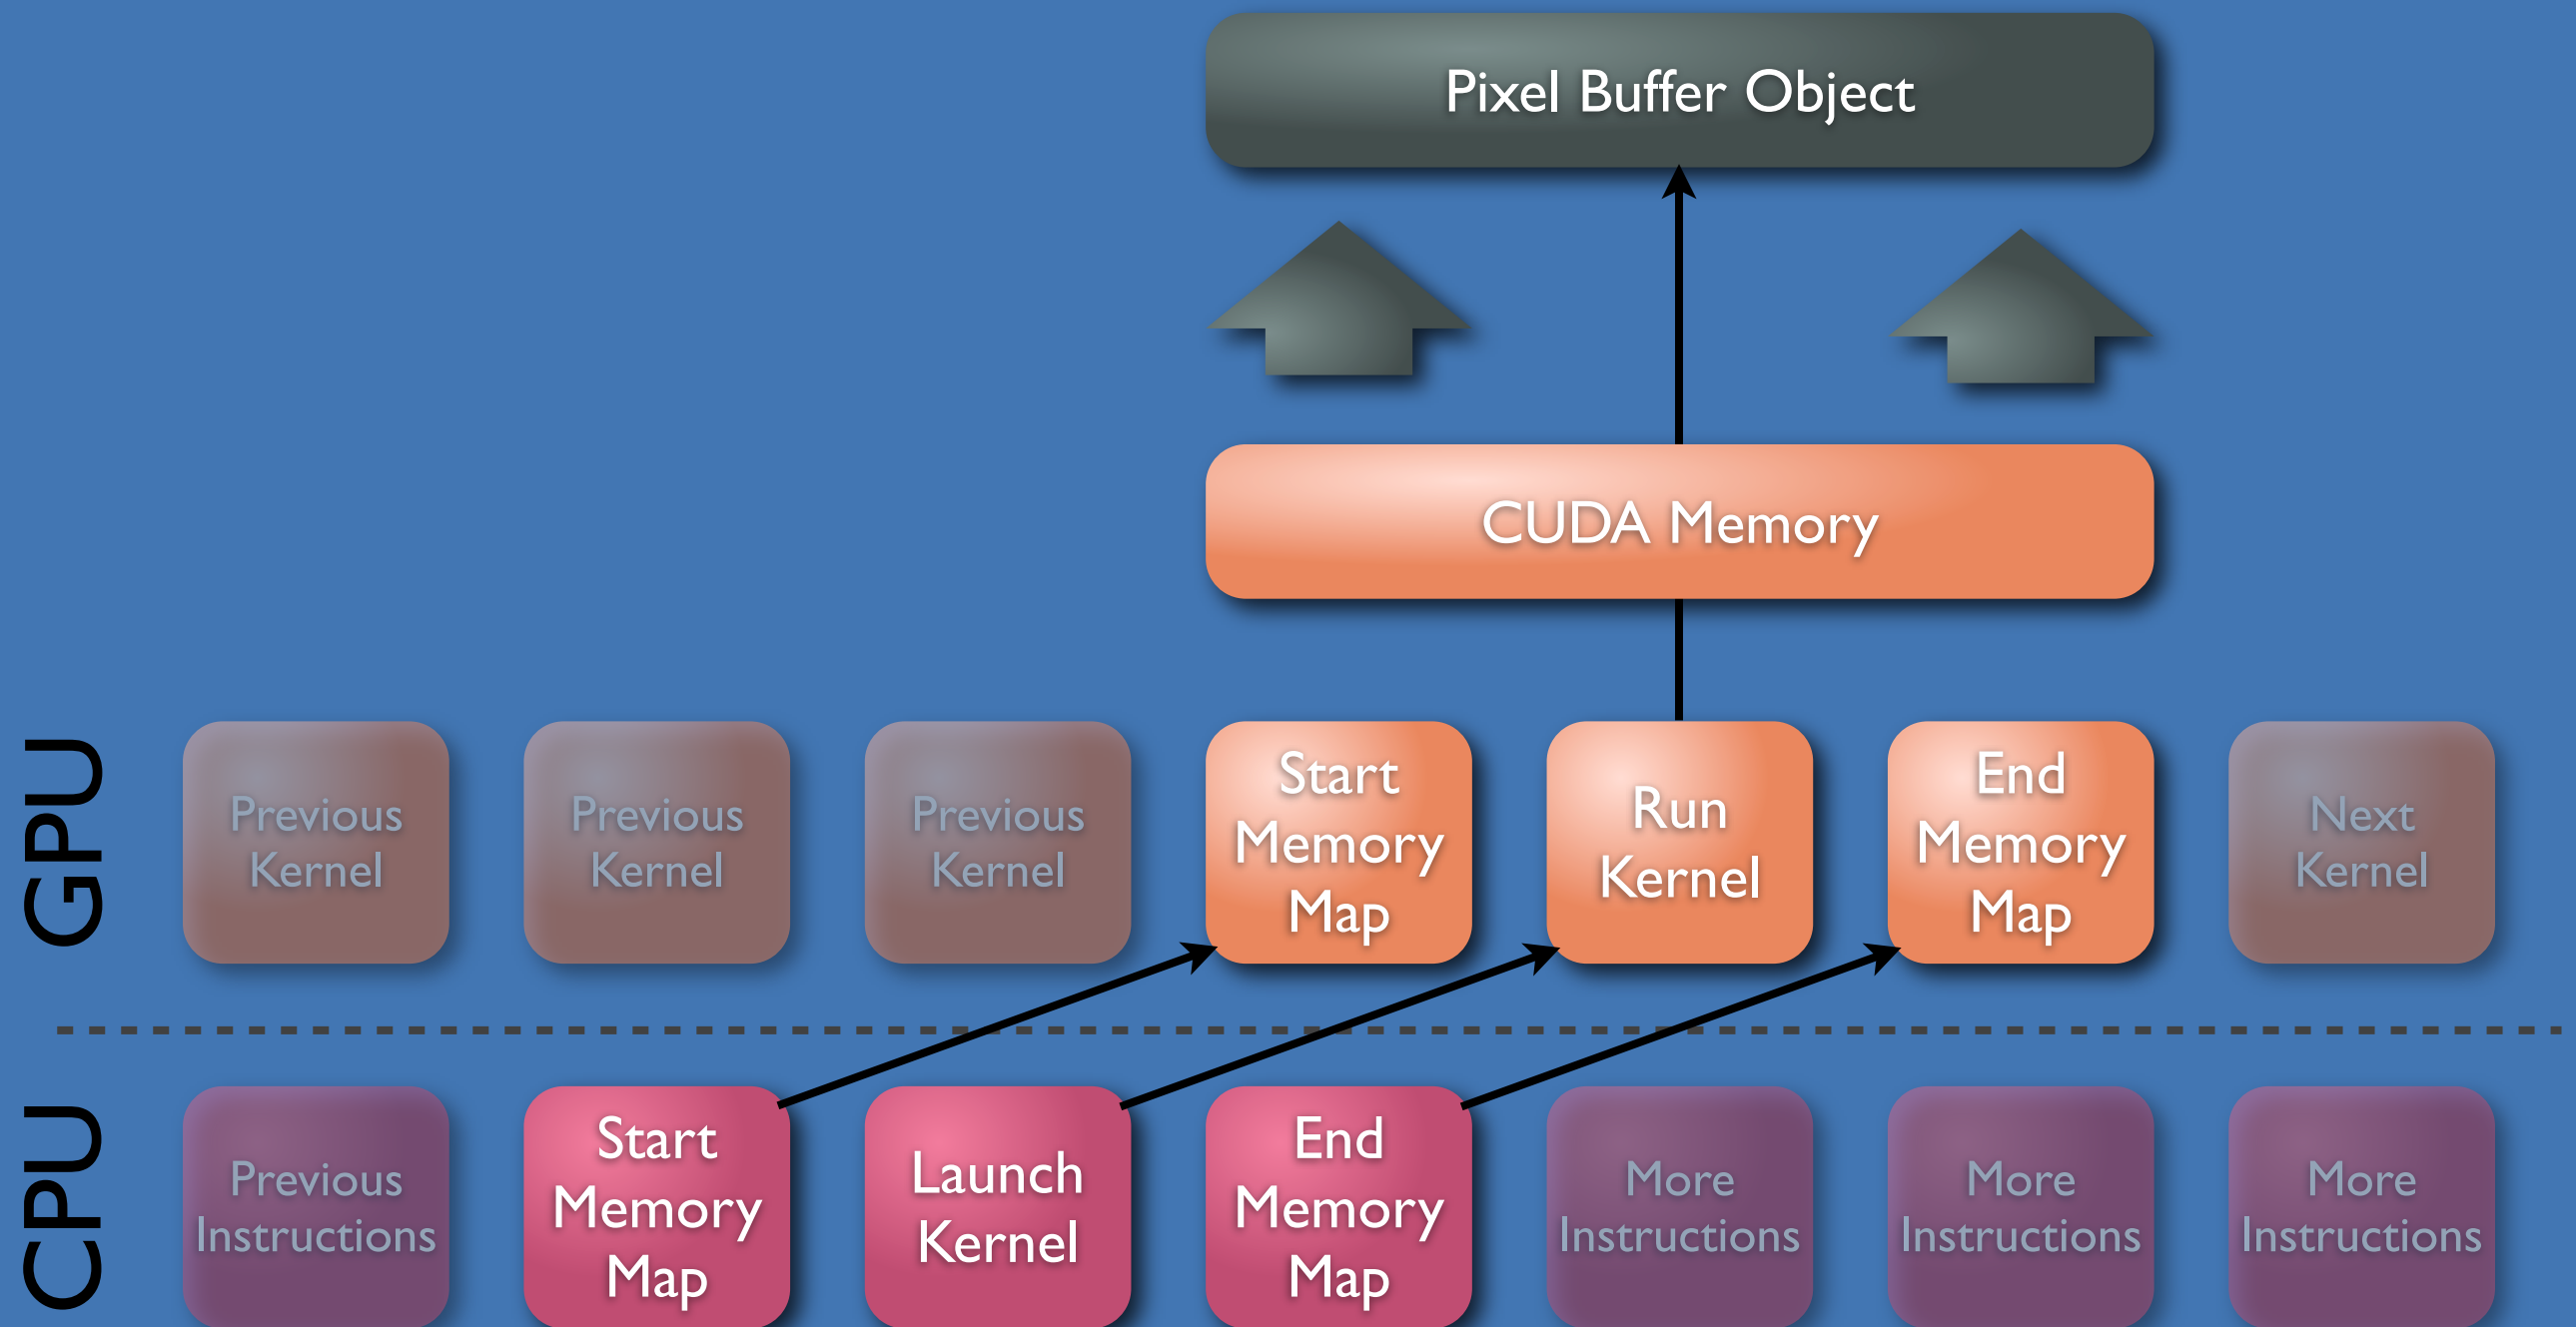 Pixel Buffer Object
CUDA Memory
GPU
Previous
Kernel
Previous
Kernel
Previous
Kernel
Start
Memory
Map
Run
Kernel
End
Memory
Map
Next
Kernel
CPU
Previous
Instructions
Start
Memory
Map
Launch
Kernel
End
Memory
Map
More
Instructions
More
Instructions
More
Instructions